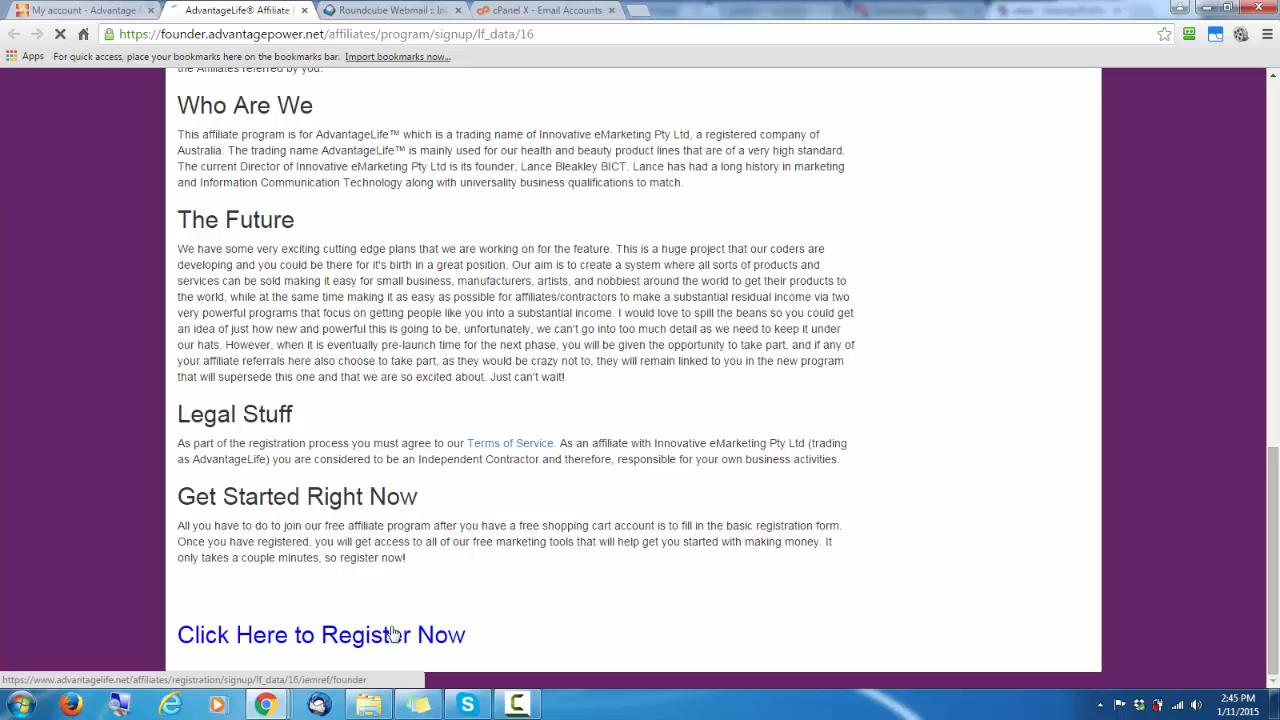 My account - Advantage
AdvantageLife® Affiliate
Roundcube Webmail :: In
cPanel X - Email Accounts
https://founder.advantagepower.net/affiliates/program/signup/lf_data/16
Apps For quick access, place your bookmarks here on the bookmarks bar. Import bookmarks now...
the Affiliates referred by you.
Who Are We
This affiliate program is for AdvantageLife™ which is a trading name of Innovative eMarketing Pty Ltd, a registered company of
Australia. The trading name AdvantageLife™ is mainly used for our health and beauty product lines that are of a very high standard.
The current Director of Innovative eMarketing Pty Ltd is its founder, Lance Bleakley BICT. Lance has had a long history in marketing
and Information Communication Technology along with universality business qualifications to match.
The Future
We have some very exciting cutting edge plans that we are working on for the feature. This is a huge project that our coders are
developing and you could be there for it's birth in a great position. Our aim is to create a system where all sorts of products and
services can be sold making it easy for small business, manufacturers, artists, and nobbiest around the world to get their products to
the world, while at the same time making it as easy as possible for affiliates/contractors to make a substantial residual income via two
very powerful programs that focus on getting people like you into a substantial income. I would love to spill the beans so you could get
an idea of just how new and powerful this is going to be, unfortunately, we can't go into too much detail as we need to keep it under
our hats. However, when it is eventually pre-launch time for the next phase, you will be given the opportunity to take part, and if any of
your affiliate referrals here also choose to take part, as they would be crazy not to, they will remain linked to you in the new program
that will supersede this one and that we are so excited about. Just can't wait!
Legal Stuff
As part of the registration process you must agree to our Terms of Service. As an affiliate with Innovative eMarketing Pty Ltd (trading
as AdvantageLife) you are considered to be an Independent Contractor and therefore, responsible for your own business activities.
Get Started Right Now
All you have to do to join our free affiliate program after you have a free shopping cart account is to fill in the basic registration form.
Once you have registered, you will get access to all of our free marketing tools that will help get you started with making money. It
only takes a couple minutes, so register now!
Click Here to Register Now
https://www.advantagelife.net/affiliates/registration/signup/lf_data/16/iemref/founder
2:45 PM
1/11/2015